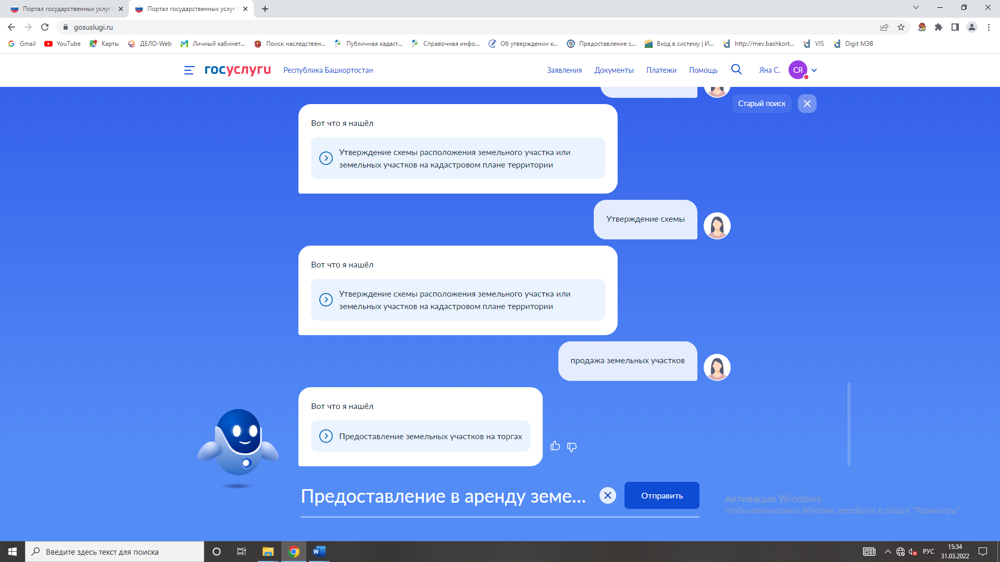 Портал государственных услуг
Портал государственных услуг
gosuslugi.ru
Gmail
YouTube
Карты
ДЕЛО-Web
Личный кабинет...
Поиск наследствен...
Публичная кадаст...
Справочная инфо...
Об утверждении к...
Предоставление с...
Вход в систему | И...
http://mev.bashkort...
VIS
Digit МЭВ
госуслуги
Республика Башкортостан
Заявления
Документы
Платежи
Помощь
Яна С.
СЯ
Старый поиск
Вот что я нашёл
Утверждение схемы расположения земельного участка или
земельных участков на кадастровом плане территории
Утверждение схемы
Вот что я нашёл
Утверждение схемы расположения земельного участка или
земельных участков на кадастровом плане территории
продажа земельных участков
Вот что я нашёл
Предоставление земельных участков на торгах
Предоставление в аренду земе...
Отправить
Активация Windows
Чтобы активировать Windows, перейдите в раздел "Параметры".
Введите здесь текст для поиска
РУС
15:34
31.03.2022